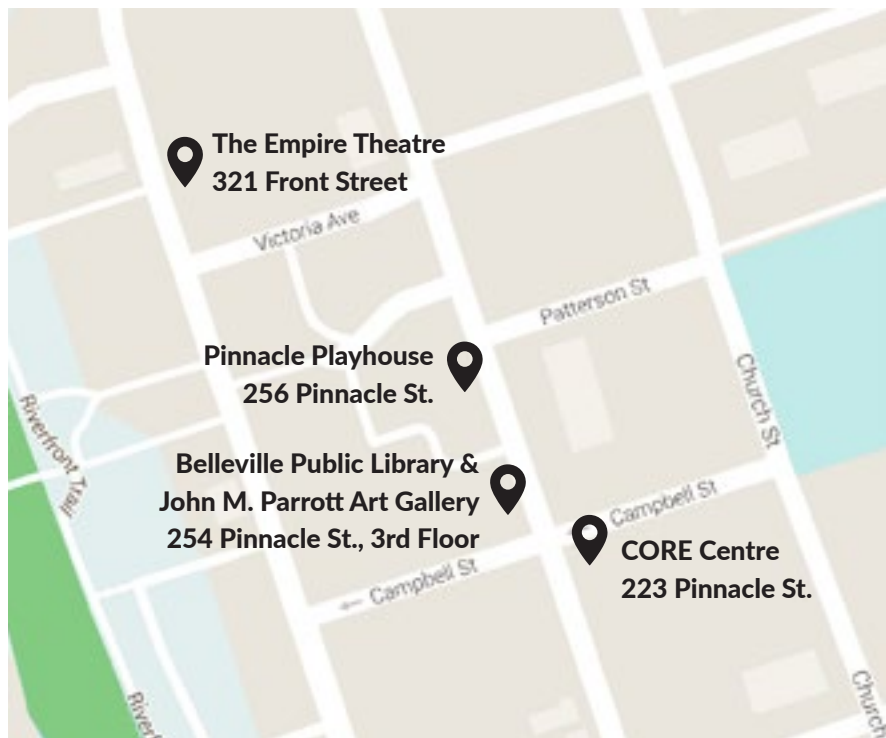 The Empire Theatre
321 Front Street
Victoria Ave
Patterson St
Pinnacle Playhouse
256 Pinnacle St.
Church St
Riverfront Trail
Belleville Public Library &
John M. Parrott Art Gallery
254 Pinnacle St., 3rd Floor
Campbell St
CORE Centre
223 Pinnacle St.
← Campbell St
Riverf
Church